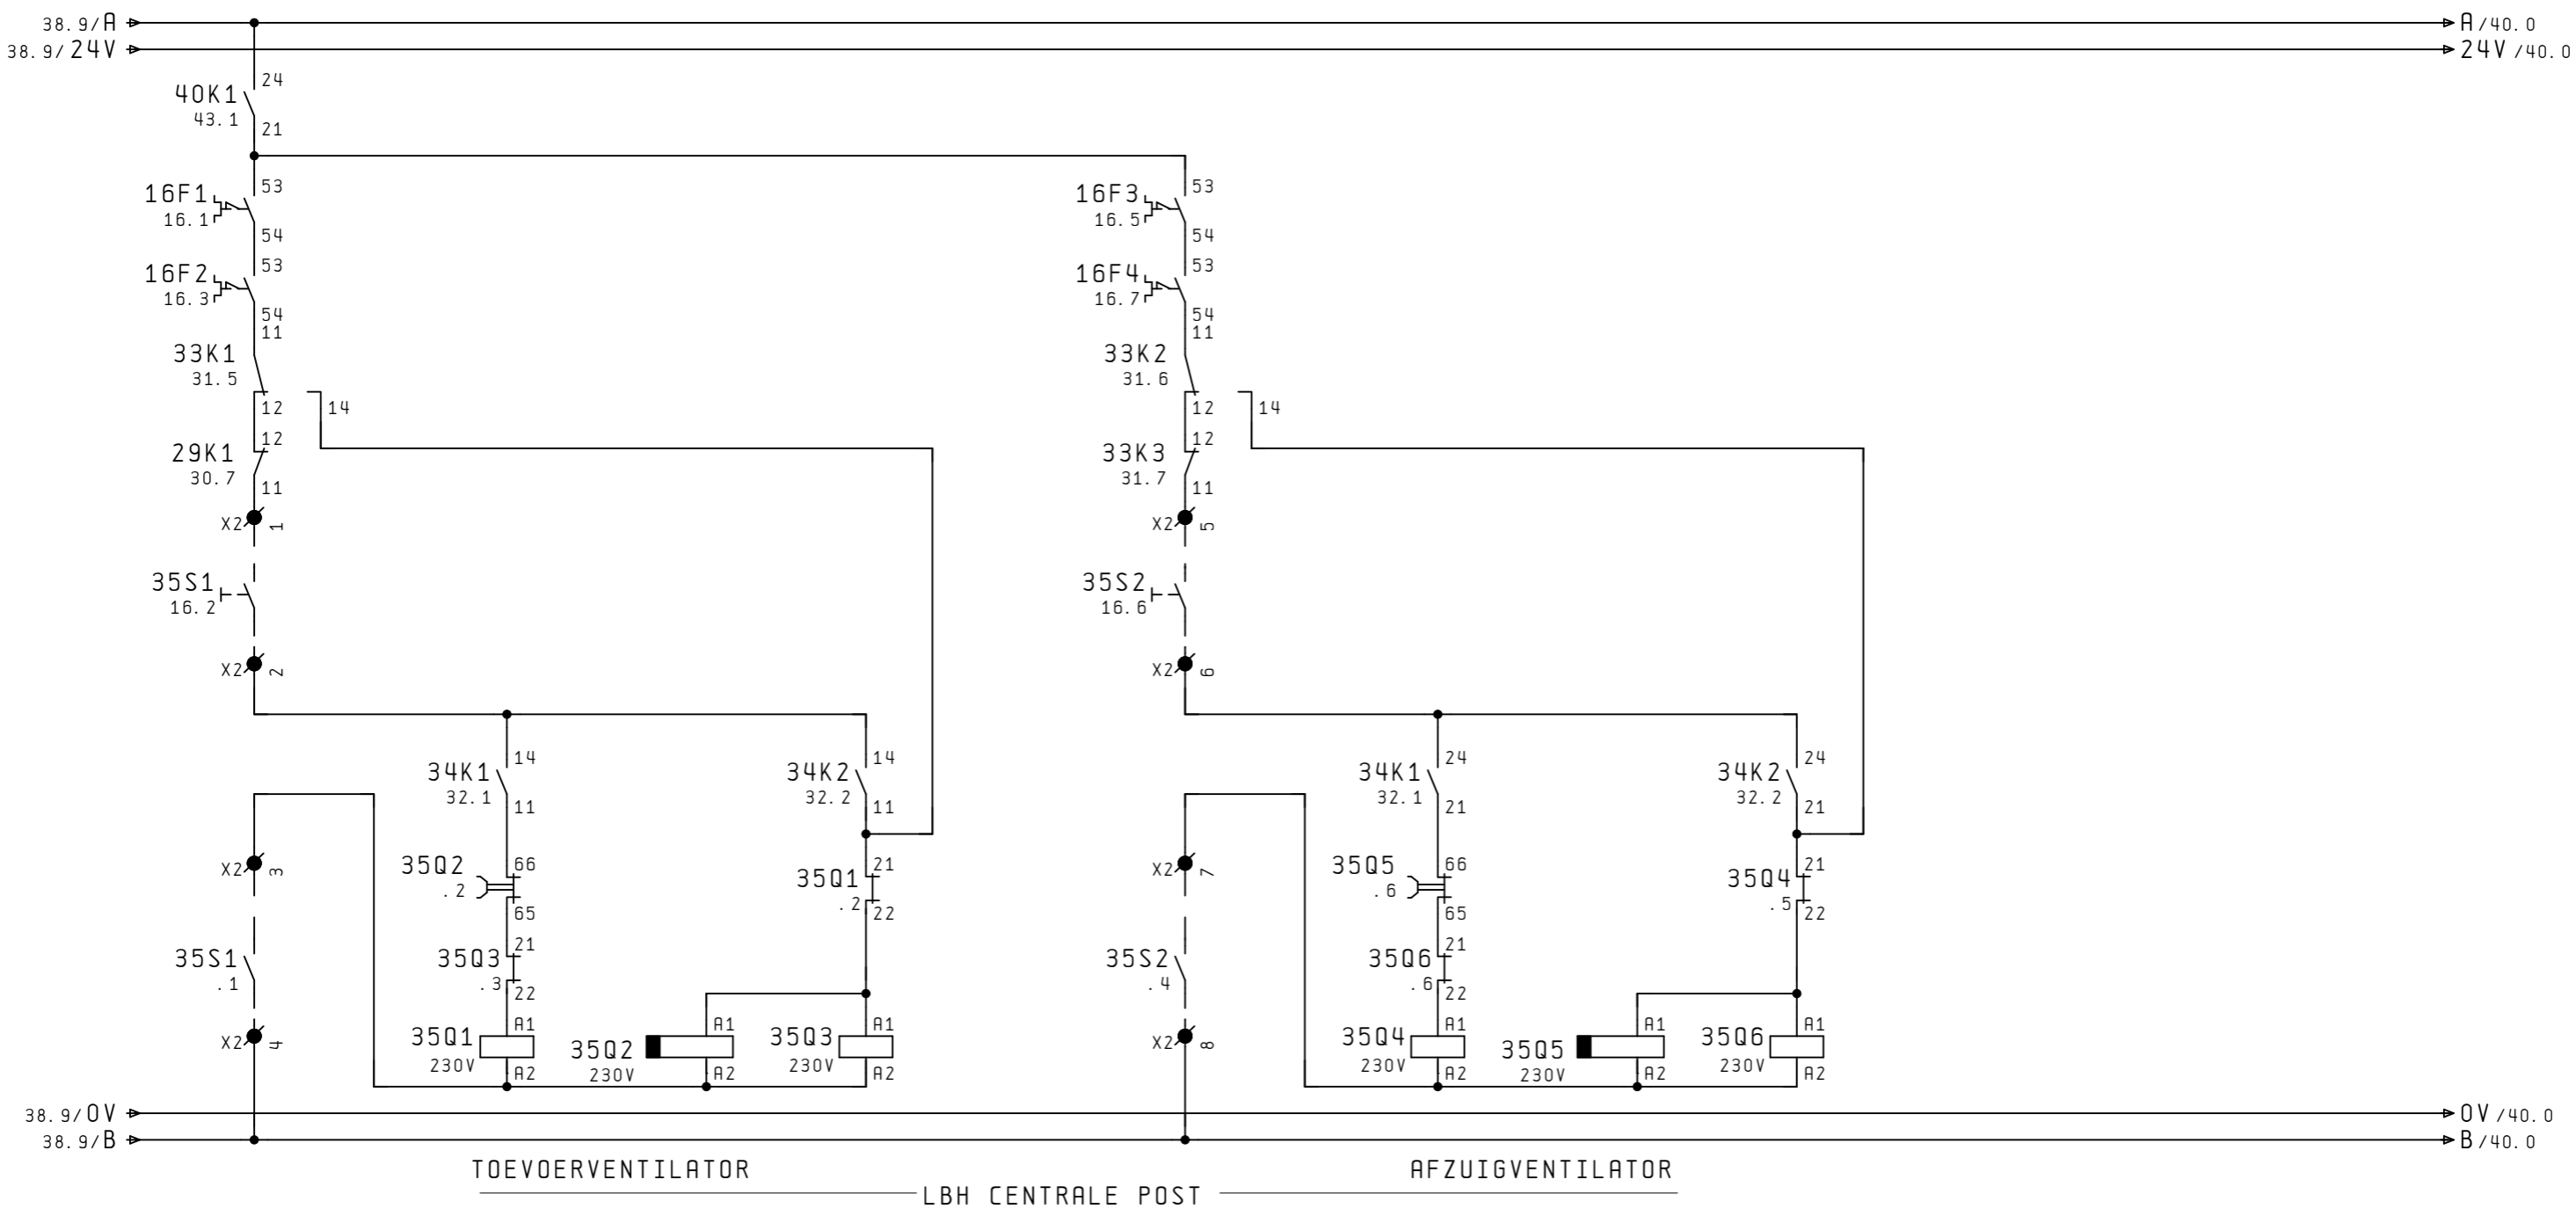 38.9/A A/40.0
38.9/24V 24V/40.0
24
40K1
43.1
21
53 53
16F1 16F3
16.1 16.5
54 54
53 53
16F2 16F4
16.3 16.7
54 54
11 11
33K1 33K2
31.5 31.6
12 14 12 14
12 12
29K1 33K3
30.7 31.7
11 11
X2 1 X2 5
35S1 35S2
16.2 16.6
X2 2 X2 6
14 14 24 24
34K1 34K2 34K1 34K2
32.1 32.2 32.1 32.2
11 11 21 21
X2 3 35Q2 66 21 X2 7 35Q5 66 21
.2 35Q1 .6 35Q4
65 .2 22 65 .5 22
21 21
35S1 35Q3 35S2 35Q6
.1 .3 .4 .6
22 22
A1 A1 A1 A1 A1 A1
X2 4 35Q1 35Q2 35Q3 X2 8 35Q4 35Q5 35Q6
230V 230V 230V 230V 230V 230V
A2 A2 A2 A2 A2 A2
38.9/0V 0V/40.0
38.9/B B/40.0
TOEVOERVENTILATOR AFZUIGVENTILATOR
LBH CENTRALE POST